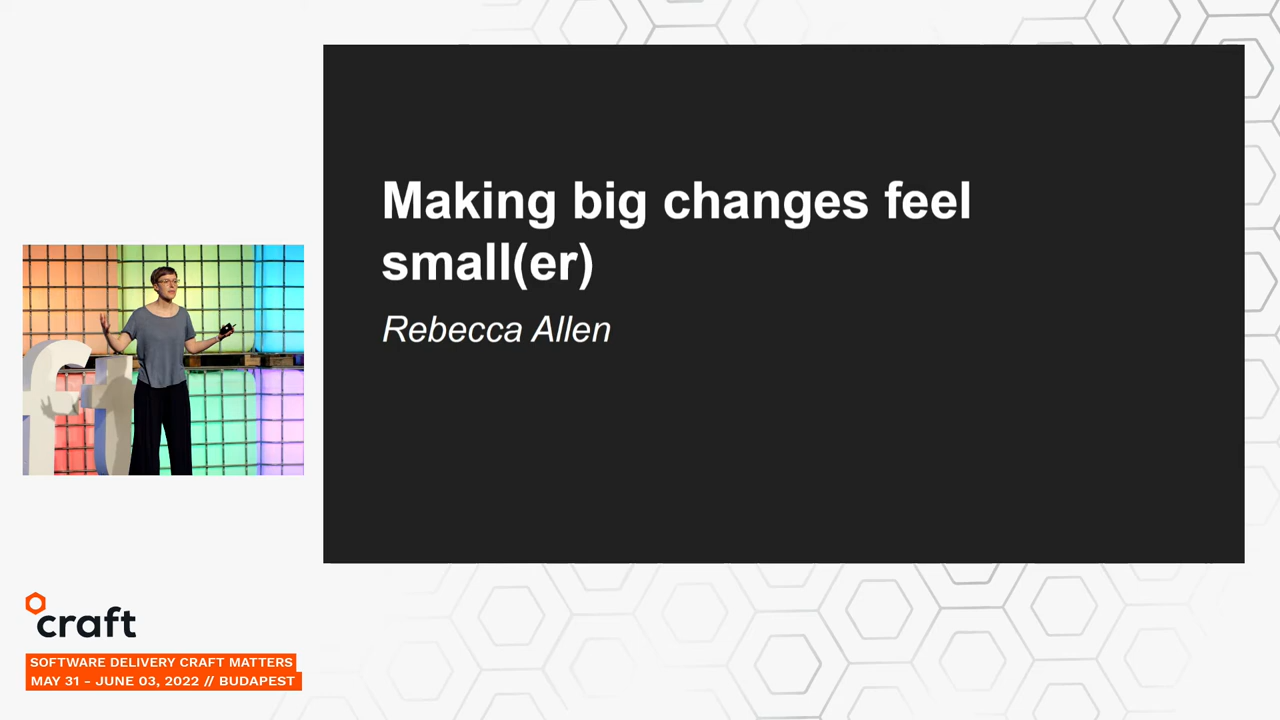 Making big changes feel
small(er)
Rebecca Allen
ft
craft
SOFTWARE DELIVERY CRAFT MATTERS
MAY 31 - JUNE 03, 2022 // BUDAPEST